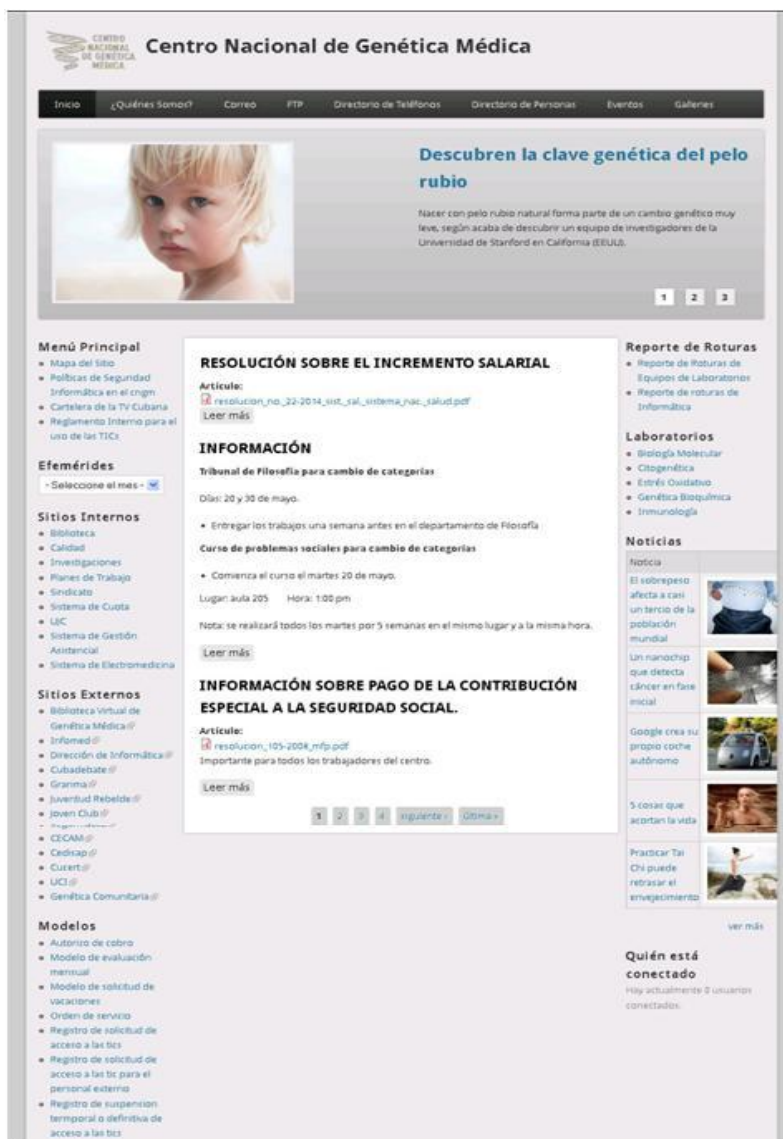 CENTRO
NACIONAL
DE GENÉTICA
MÉDICA
Centro Nacional de Genética Médica
Inicio ¿Quiénes Somos? Correo FTP Directorio de Teléfonos Directorio de Personas Eventos Galleries
Descubren la clave genética del pelo
rubio
Nacer con pelo rubio natural forma parte de un cambio genético muy
leve, según acaba de descubrir un equipo de investigadores de la
Universidad de Stanford en California (EEUU).
1 2 3
Menú Principal
Mapa del Sitio
Políticas de Seguridad
Informática en el cngm
Cartelera de la TV Cubana
Reglamento Interno para el
uso de las TICs
Efemérides
- Seleccione el mes -
Sitios Internos
Biblioteca
Calidad
Investigaciones
Planes de Trabajo
Sindicato
Sistema de Cuota
UJC
Sistema de Gestión
Asistencial
Sistema de Electromedicina
Sitios Externos
Biblioteca Virtual de
Genética Médica
Infomed
Dirección de Informática
Cubadebate
Granma
Juventud Rebelde
Joven Club
CECAM
Cedisap
Cucert
UCI
Genética Comunitaria
Modelos
Autorizo de cobro
Modelo de evaluación
mensual
Modelo de solicitud de
vacaciones
Orden de servicio
Registro de solicitud de
acceso a las tics
Registro de solicitud de
acceso a las tic para el
personal externo
Registro de suspension
termporal o definitiva de
acceso a las tics
RESOLUCIÓN SOBRE EL INCREMENTO SALARIAL
Artículo:
resolucion_no._22-2014_sist._sal._sistema_nac._salud.pdf
Leer más
INFORMACIÓN
Tribunal de Filosofía para cambio de categorías
Días: 20 y 30 de mayo.
Entregar los trabajos una semana antes en el departamento de Filosofía
Curso de problemas sociales para cambio de categorías
Comienza el curso el martes 20 de mayo.
Lugar: aula 205 Hora: 1:00 pm
Nota: se realizará todos los martes por 5 semanas en el mismo lugar y a la misma hora.
Leer más
INFORMACIÓN SOBRE PAGO DE LA CONTRIBUCIÓN
ESPECIAL A LA SEGURIDAD SOCIAL.
Artículo:
resolucion_105-2008_mfp.pdf
Importante para todos los trabajadores del centro.
Leer más
1 2 3 4 siguiente › última »
Reporte de Roturas
Reporte de Roturas de
Equipos de Laboratorios
Reporte de roturas de
Informática
Laboratorios
Biología Molecular
Citogenética
Estrés Oxidativo
Genética Bioquímica
Inmunología
Noticias
Noticia
El sobrepeso
afecta a casi
un tercio de la
población
mundial
Un nanochip
que detecta
cáncer en fase
inicial
Google crea su
propio coche
autónomo
5 cosas que
acortan la vida
Practicar Tai
Chi puede
retrasar el
envejecimiento
ver más
Quién está
conectado
Hay actualmente 0 usuarios
conectados.